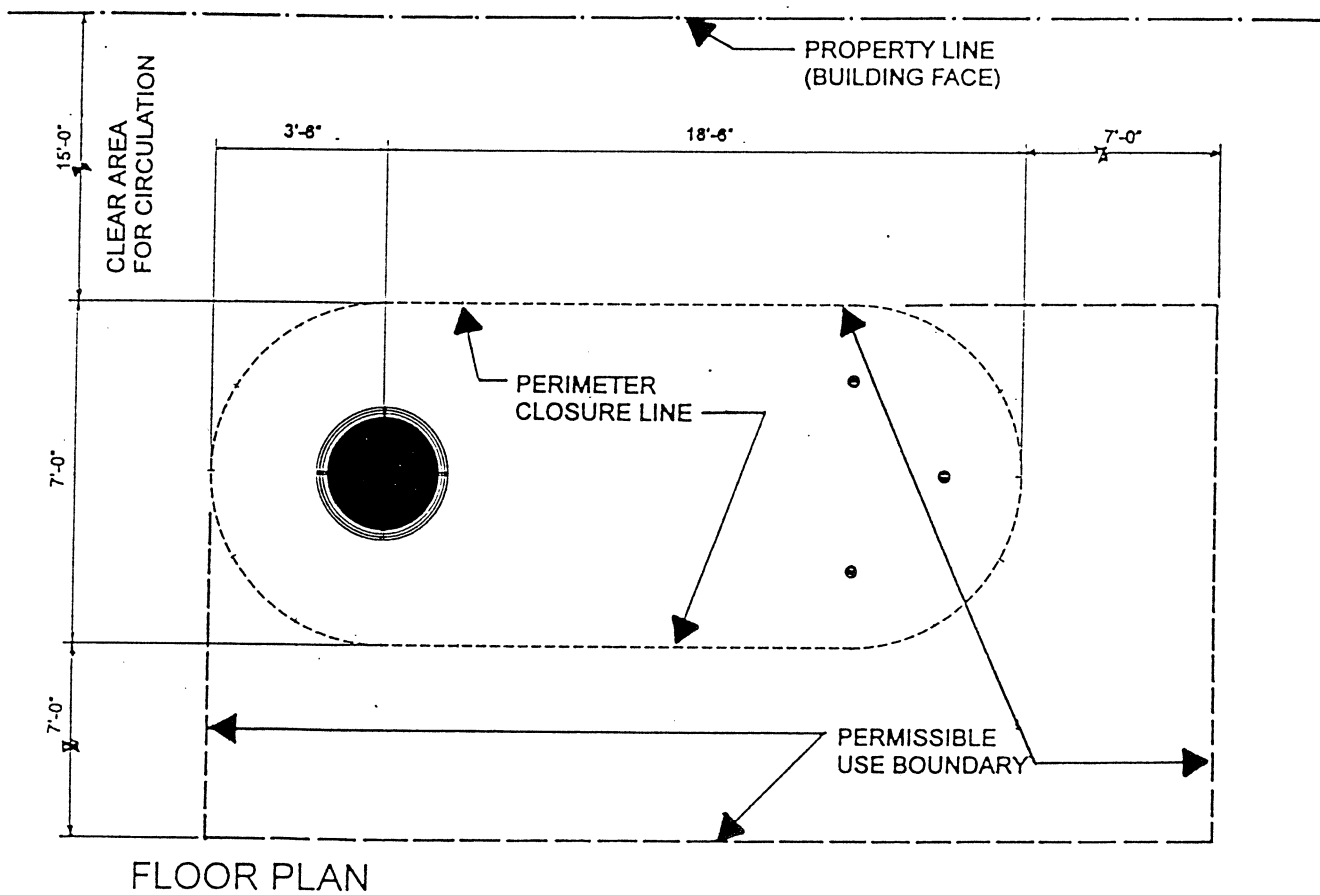 PROPERTY LINE
(BUILDING FACE)
CLEAR AREA
FOR CIRCULATION
15'-0"
3'-6"
18'-6"
7'-0"
PERIMETER
CLOSURE LINE
7'-0"
7'-0"
PERMISSIBLE
USE BOUNDARY
FLOOR PLAN